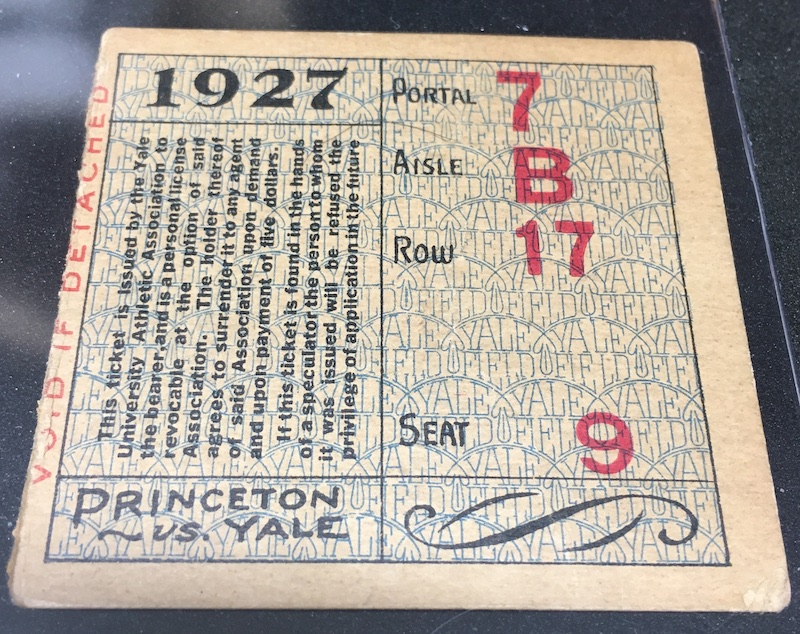 VOID IF DETACHED
1927
This ticket is issued by the Yale
University Athletic Association to
the bearer, and is a personal license
revocable at the option of said
Association. The holder thereof
agrees to surrender it to any agent
of said Association upon demand
and upon payment of five dollars.
If this ticket is found in the hands
of a speculator the person to whom
it was issued will be refused the
privilege of application in the future
PRINCETON
vs. YALE
PORTAL 7
AISLE B
ROW 17
SEAT 9